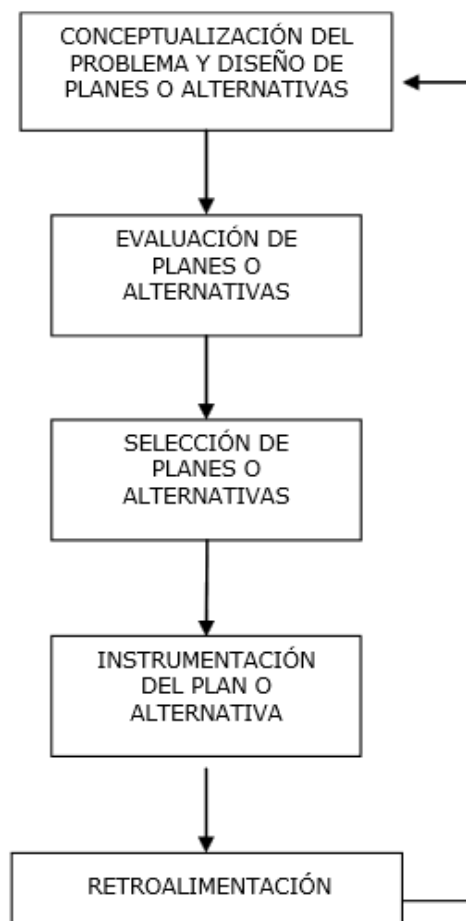 CONCEPTUALIZACIÓN DEL
PROBLEMA Y DISEÑO DE
PLANES O ALTERNATIVAS
EVALUACIÓN DE
PLANES O
ALTERNATIVAS
SELECCIÓN DE
PLANES O
ALTERNATIVAS
INSTRUMENTACIÓN
DEL PLAN O
ALTERNATIVA
RETROALIMENTACIÓN